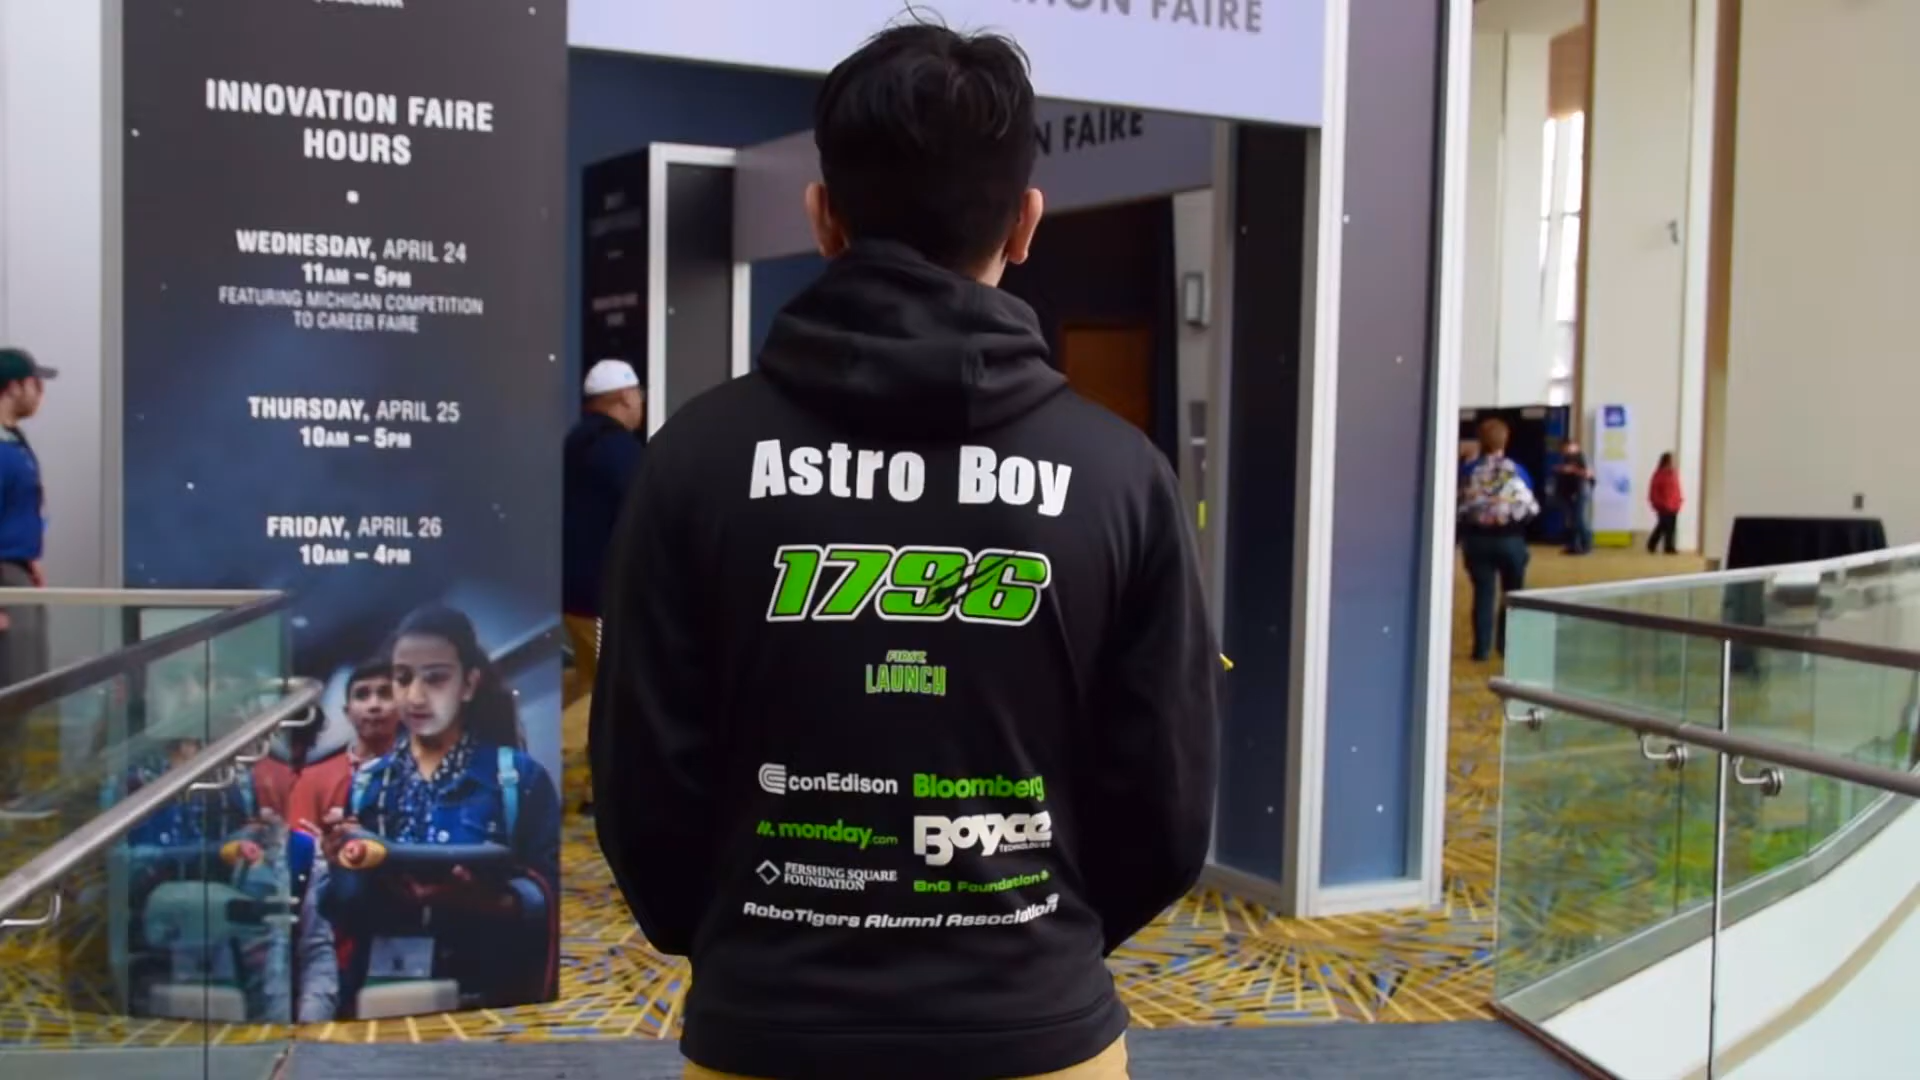 INNOVATION FAIRE
HOURS
WEDNESDAY, APRIL 24
11AM – 5PM
FEATURING MICHIGAN COMPETITION
TO CAREER FAIRE
THURSDAY, APRIL 25
10AM – 5PM
FRIDAY, APRIL 26
10AM – 4PM
FAIRE
FAIRE
Astro Boy
1796
FIRST
LAUNCH
conEdison Bloomberg
monday.com Boyce
TECHNOLOGIES
PERSHING SQUARE
FOUNDATION
BnG Foundation
RoboTigers Alumni Association